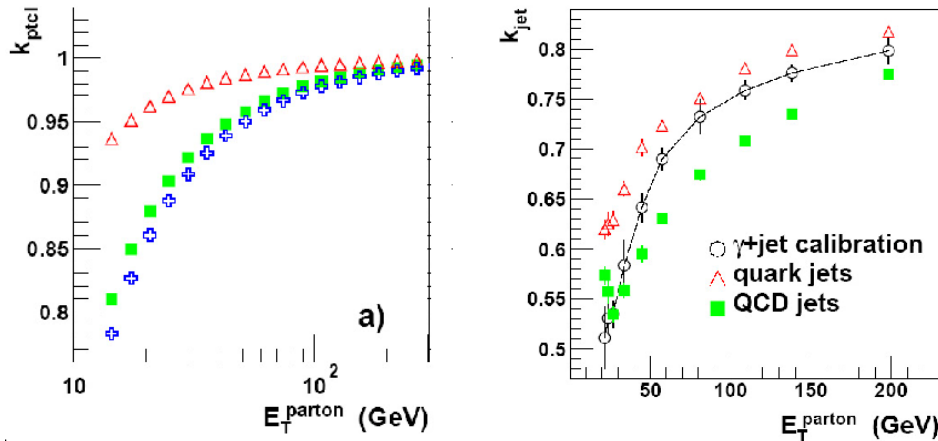 k_ptcl
1
0.95
0.9
0.85
0.8
a)
10
10^2
E_T^parton (GeV)
k_jet
0.8
0.75
0.7
0.65
0.6
0.55
0.5
γ+jet calibration
quark jets
QCD jets
50
100
150
200
E_T^parton (GeV)